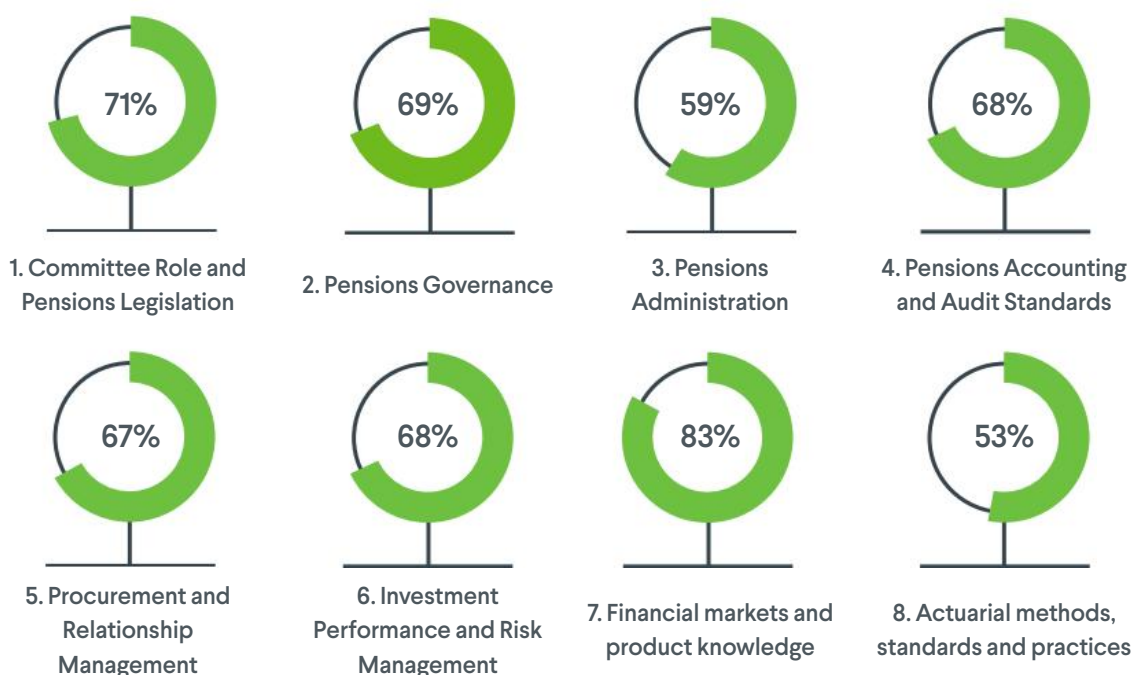 71%
69%
59%
68%
1. Committee Role and
Pensions Legislation
2. Pensions Governance
3. Pensions
Administration
4. Pensions Accounting
and Audit Standards
67%
68%
83%
53%
5. Procurement and
Relationship
Management
6. Investment
Performance and Risk
Management
7. Financial markets and
product knowledge
8. Actuarial methods,
standards and practices